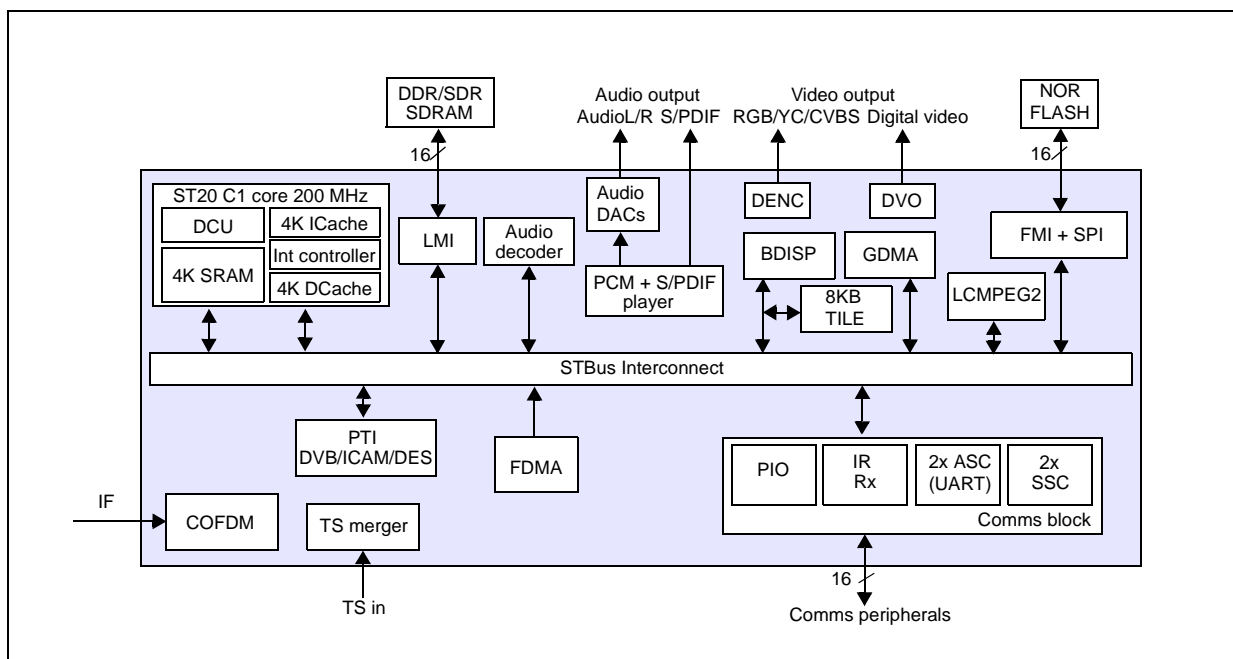 DDR/SDR
SDRAM
Audio output
AudioL/R S/PDIF
Video output
RGB/YC/CVBS Digital video
NOR
FLASH
16
16
ST20 C1 core 200 MHz
DCU
4K ICache
Int controller
4K SRAM
4K DCache
LMI
Audio
decoder
Audio
DACs
PCM + S/PDIF
player
DENC
DVO
BDISP
GDMA
8KB
TILE
LCMPEG2
FMI + SPI
STBus Interconnect
PTI
DVB/ICAM/DES
FDMA
PIO
IR
Rx
2x ASC
(UART)
2x
SSC
Comms block
IF
COFDM
TS merger
TS in
16
Comms peripherals